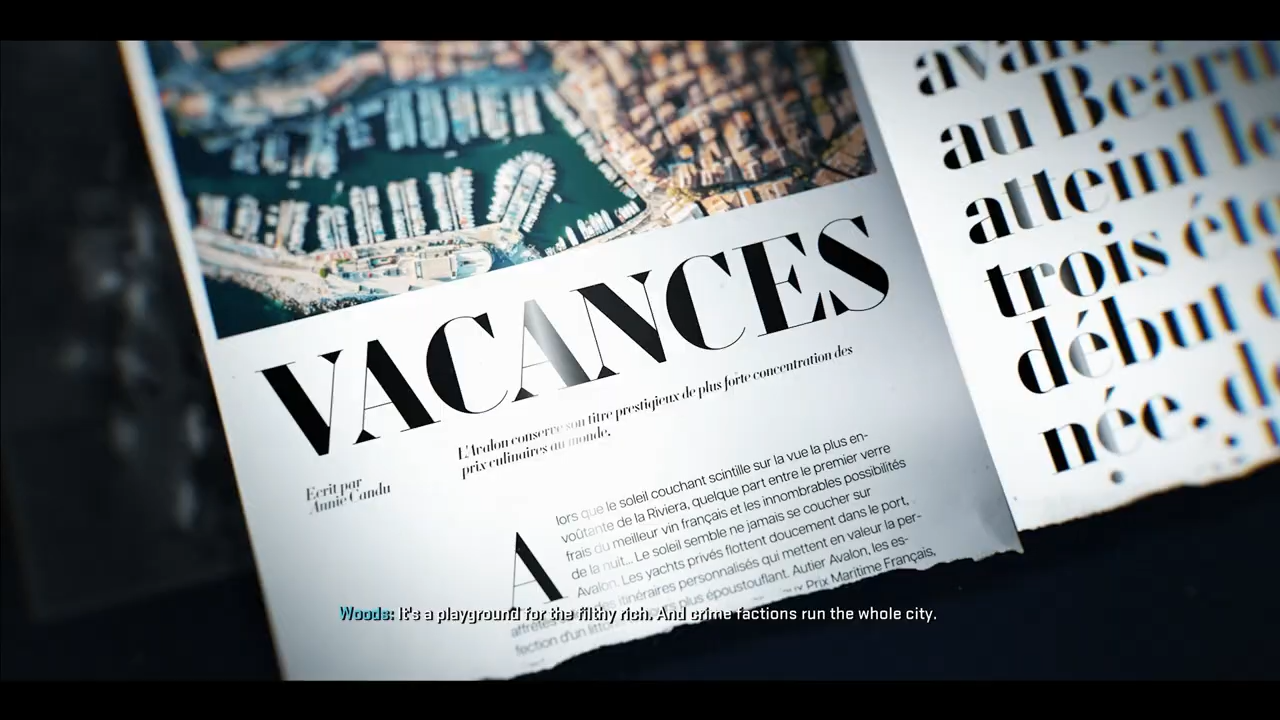 VACANCES
L'Avalon conserve son titre prestigieux de plus forte concentration des
prix culinaires au monde.
Ecrit par
Annie Candu
A
lors que le soleil couchant scintille sur la vue la plus en-
voûtante de la Riviera, quelque part entre le premier verre
frais du meilleur vin français et les innombrables possibilités
de la nuit... Le soleil semble ne jamais se coucher sur
Avalon. Les yachts privés flottent doucement dans le port,
itinéraires personnalisés qui mettent en valeur la per-
plus époustouflant. Autier Avalon, les es-
Prix Maritime Français,
fection d'un
au Bearn
atteint le
trois
début
née,
Woods: It's a playground for the filthy rich. And crime factions run the whole city.